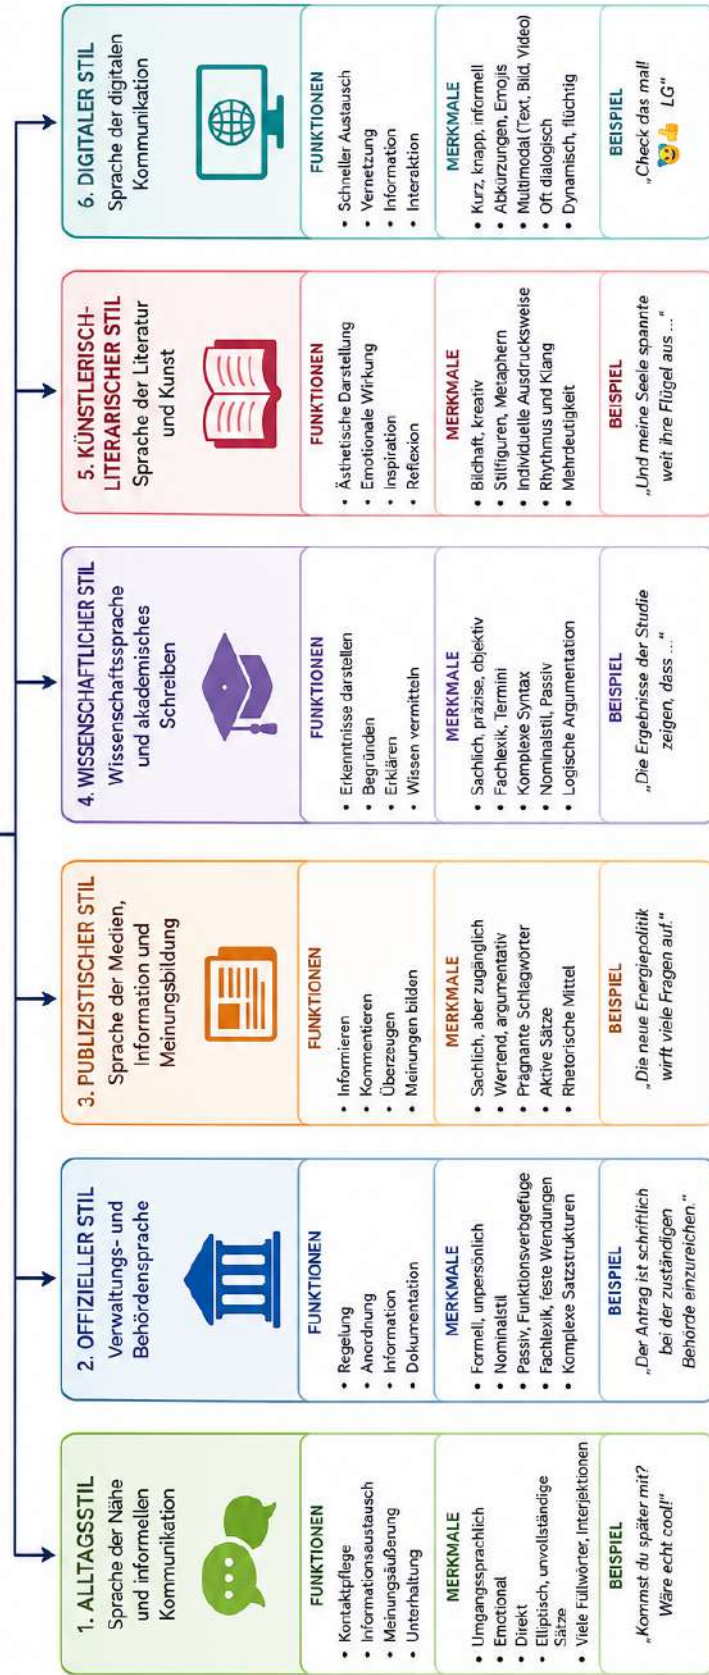 1. ALLTAGSSTIL
Sprache der Nähe
und informellen
Kommunikation
FUNKTIONEN
• Kontaktpflege
• Informationsaustausch
• Meinungsäußerung
• Unterhaltung
MERKMALE
• Umgangssprachlich
• Emotional
• Direkt
• Elliptisch, unvollständige
Sätze
• Viele Füllwörter, Interjektionen
BEISPIEL
„Kommst du später mit?
Wäre echt cool!“
2. OFFIZIELLER STIL
Verwaltungs- und
Behördensprache
FUNKTIONEN
• Regelung
• Anordnung
• Information
• Dokumentation
MERKMALE
• Formell, unpersönlich
• Nominalstil
• Passiv, Funktionsverbgefüge
• Fachlexik, feste Wendungen
• Komplexe Satzstrukturen
BEISPIEL
„Der Antrag ist schriftlich
bei der zuständigen
Behörde einzureichen.“
3. PUBLIZISTISCHER STIL
Sprache der Medien,
Information und
Meinungsbildung
FUNKTIONEN
• Informieren
• Kommentieren
• Überzeugen
• Meinungen bilden
MERKMALE
• Sachlich, aber zugänglich
• Wertend, argumentativ
• Prägnante Schlagwörter
• Aktive Sätze
• Rhetorische Mittel
BEISPIEL
„Die neue Energiepolitik
wirft viele Fragen auf.“
4. WISSENSCHAFTLICHER STIL
Wissenschaftssprache
und akademisches
Schreiben
FUNKTIONEN
• Erkenntnisse darstellen
• Begründen
• Erklären
• Wissen vermitteln
MERKMALE
• Sachlich, präzise, objektiv
• Fachlexik, Termini
• Komplexe Syntax
• Nominalstil, Passiv
• Logische Argumentation
BEISPIEL
„Die Ergebnisse der Studie
zeigen, dass ...“
5. KÜNSTLERISCH-
LITERARISCHER STIL
Sprache der Literatur
und Kunst
FUNKTIONEN
• Ästhetische Darstellung
• Emotionale Wirkung
• Inspiration
• Reflexion
MERKMALE
• Bildhaft, kreativ
• Stilfiguren, Metaphern
• Individuelle Ausdrucksweise
• Rhythmus und Klang
• Mehrdeutigkeit
BEISPIEL
„Und meine Seele spannte
weit ihre Flügel aus ...“
6. DIGITALER STIL
Sprache der digitalen
Kommunikation
FUNKTIONEN
• Schneller Austausch
• Vernetzung
• Information
• Interaktion
MERKMALE
• Kurz, knapp, informell
• Abkürzungen, Emojis
• Multimodal (Text, Bild, Video)
• Oft dialogisch
• Dynamisch, flüchtig
BEISPIEL
„Check das mal!
LG“